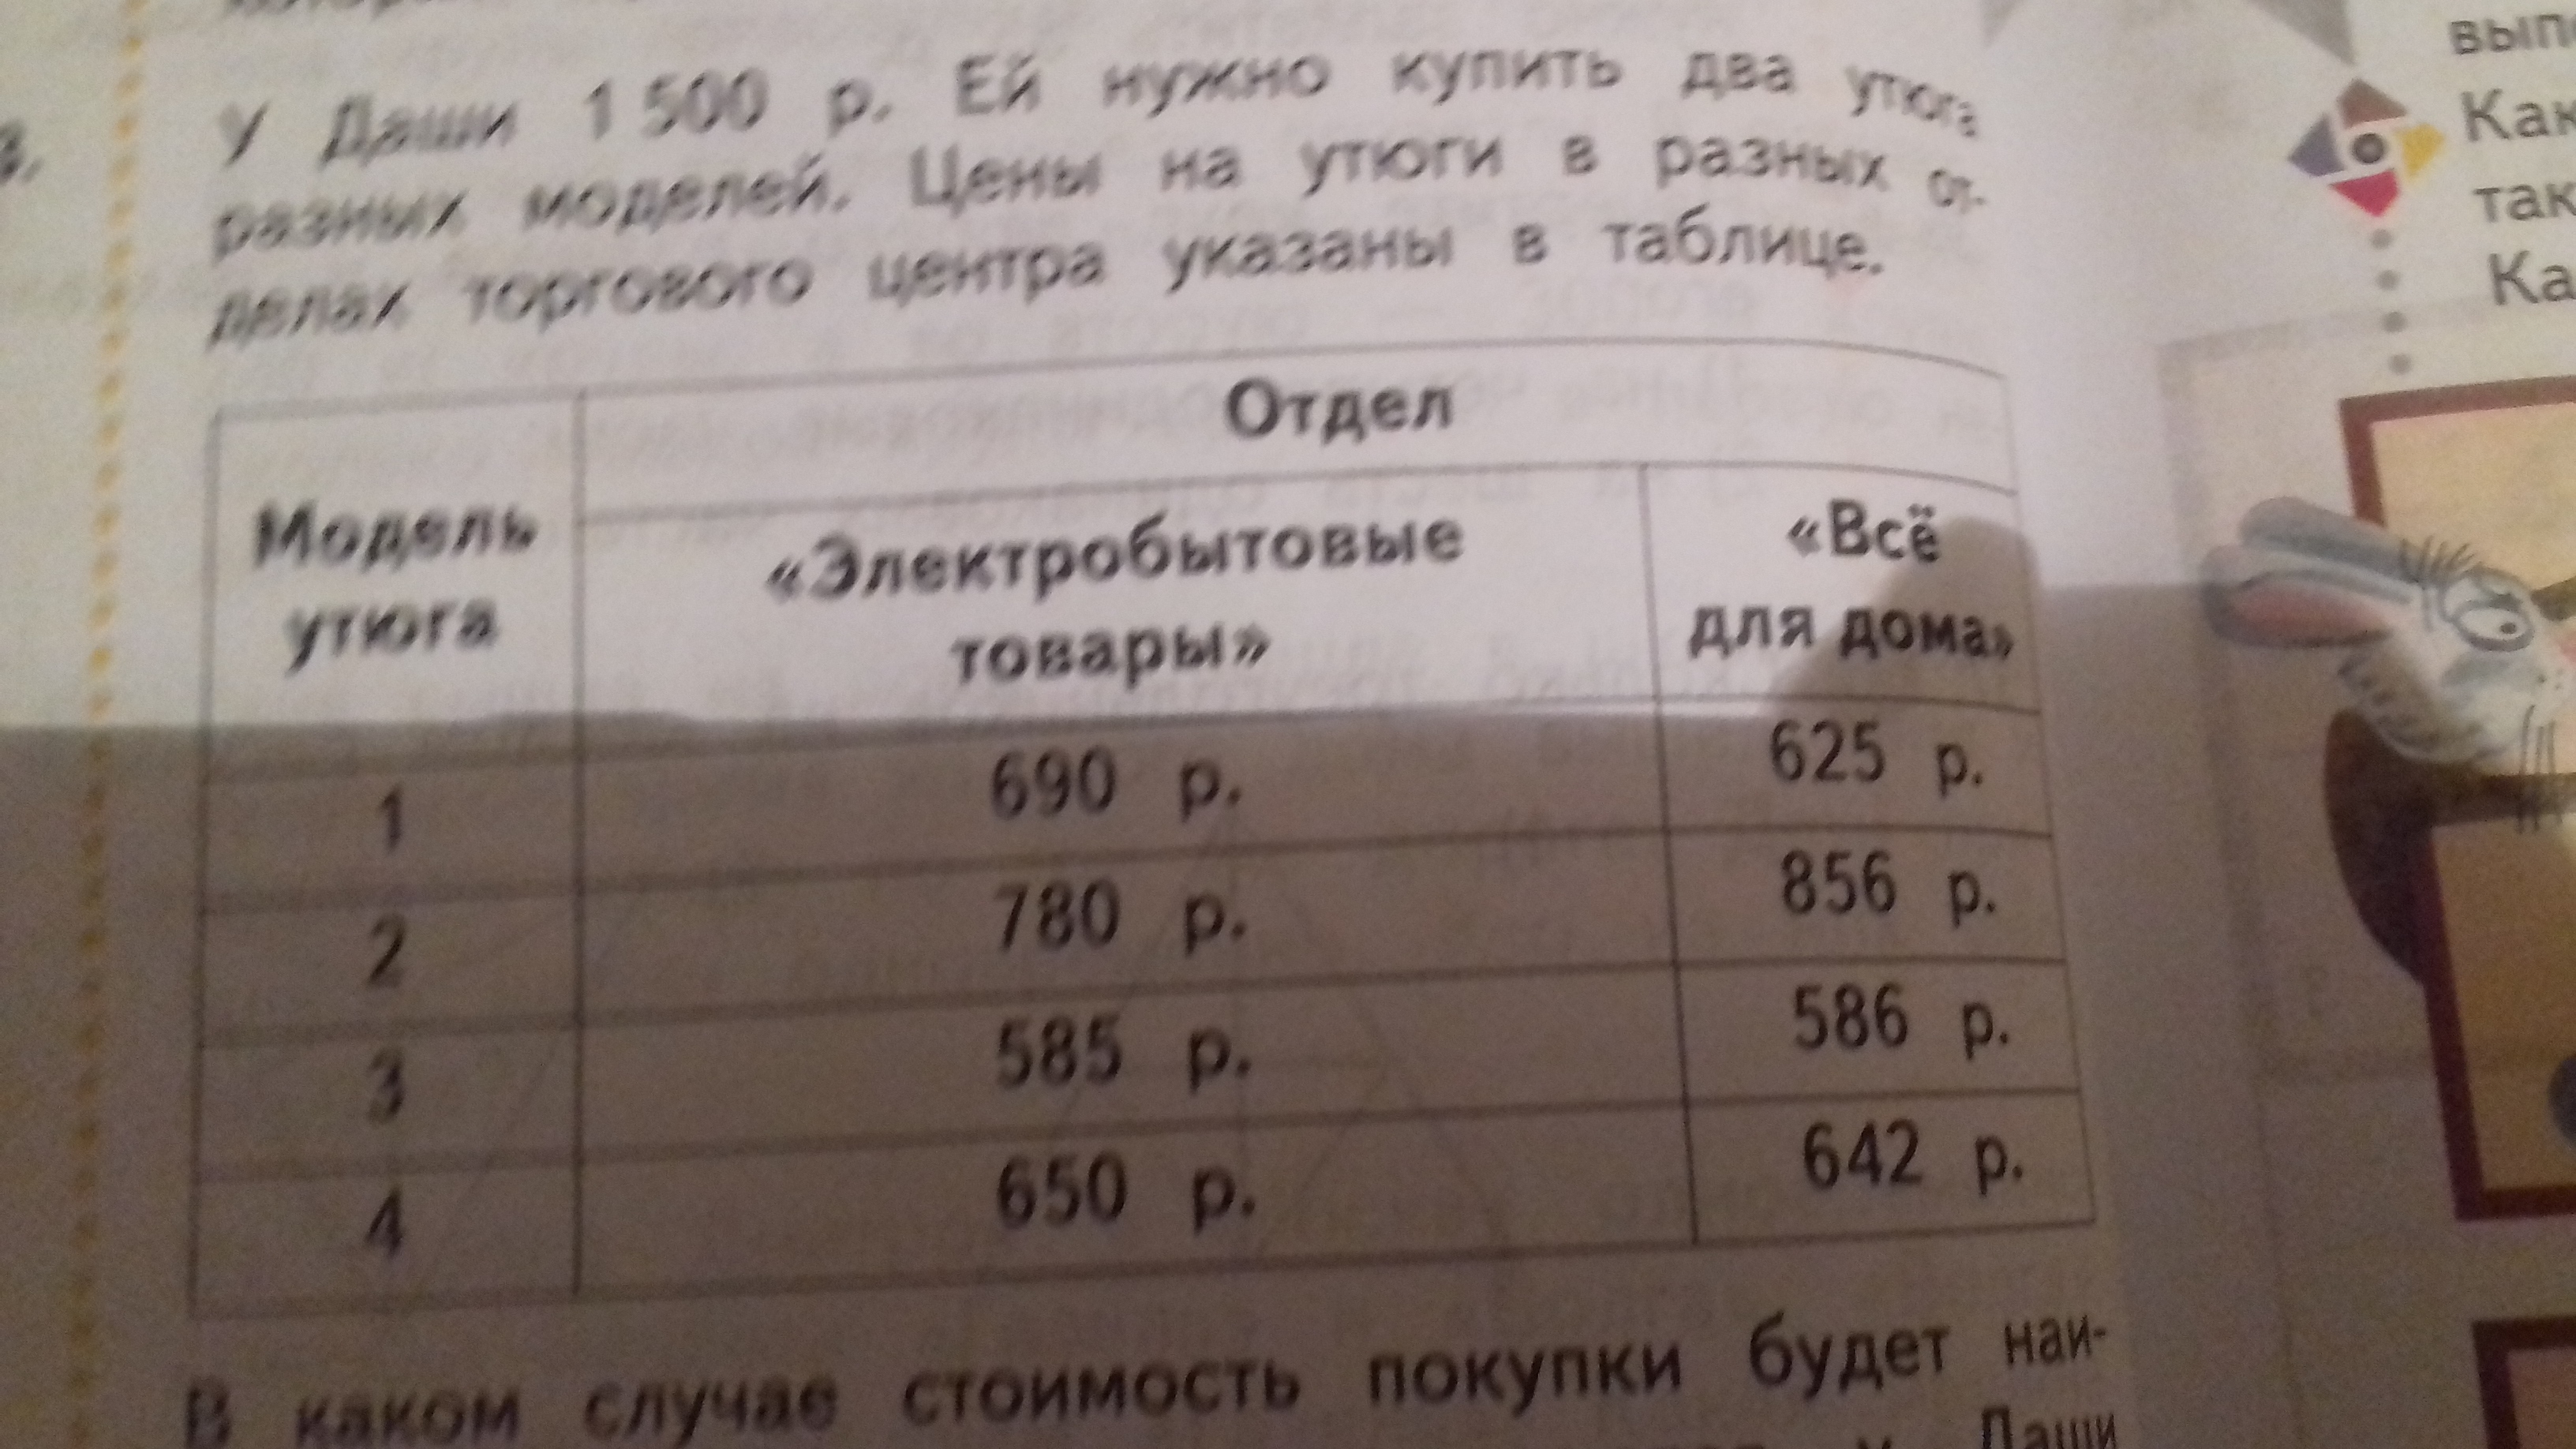 У Даши 1 500 р. Ей нужно купить два утюга
разных моделей. Цены на утюги в разных от-
делах торгового центра указаны в таблице.
Модель утюга
Отдел
«Электробытовые товары»
«Всё для дома»
1 690 р. 625 р.
2 780 р. 856 р.
3 585 р. 586 р.
4 650 р. 642 р.
В каком случае стоимость покупки будет наи-
у Даши
Как
так
Ка